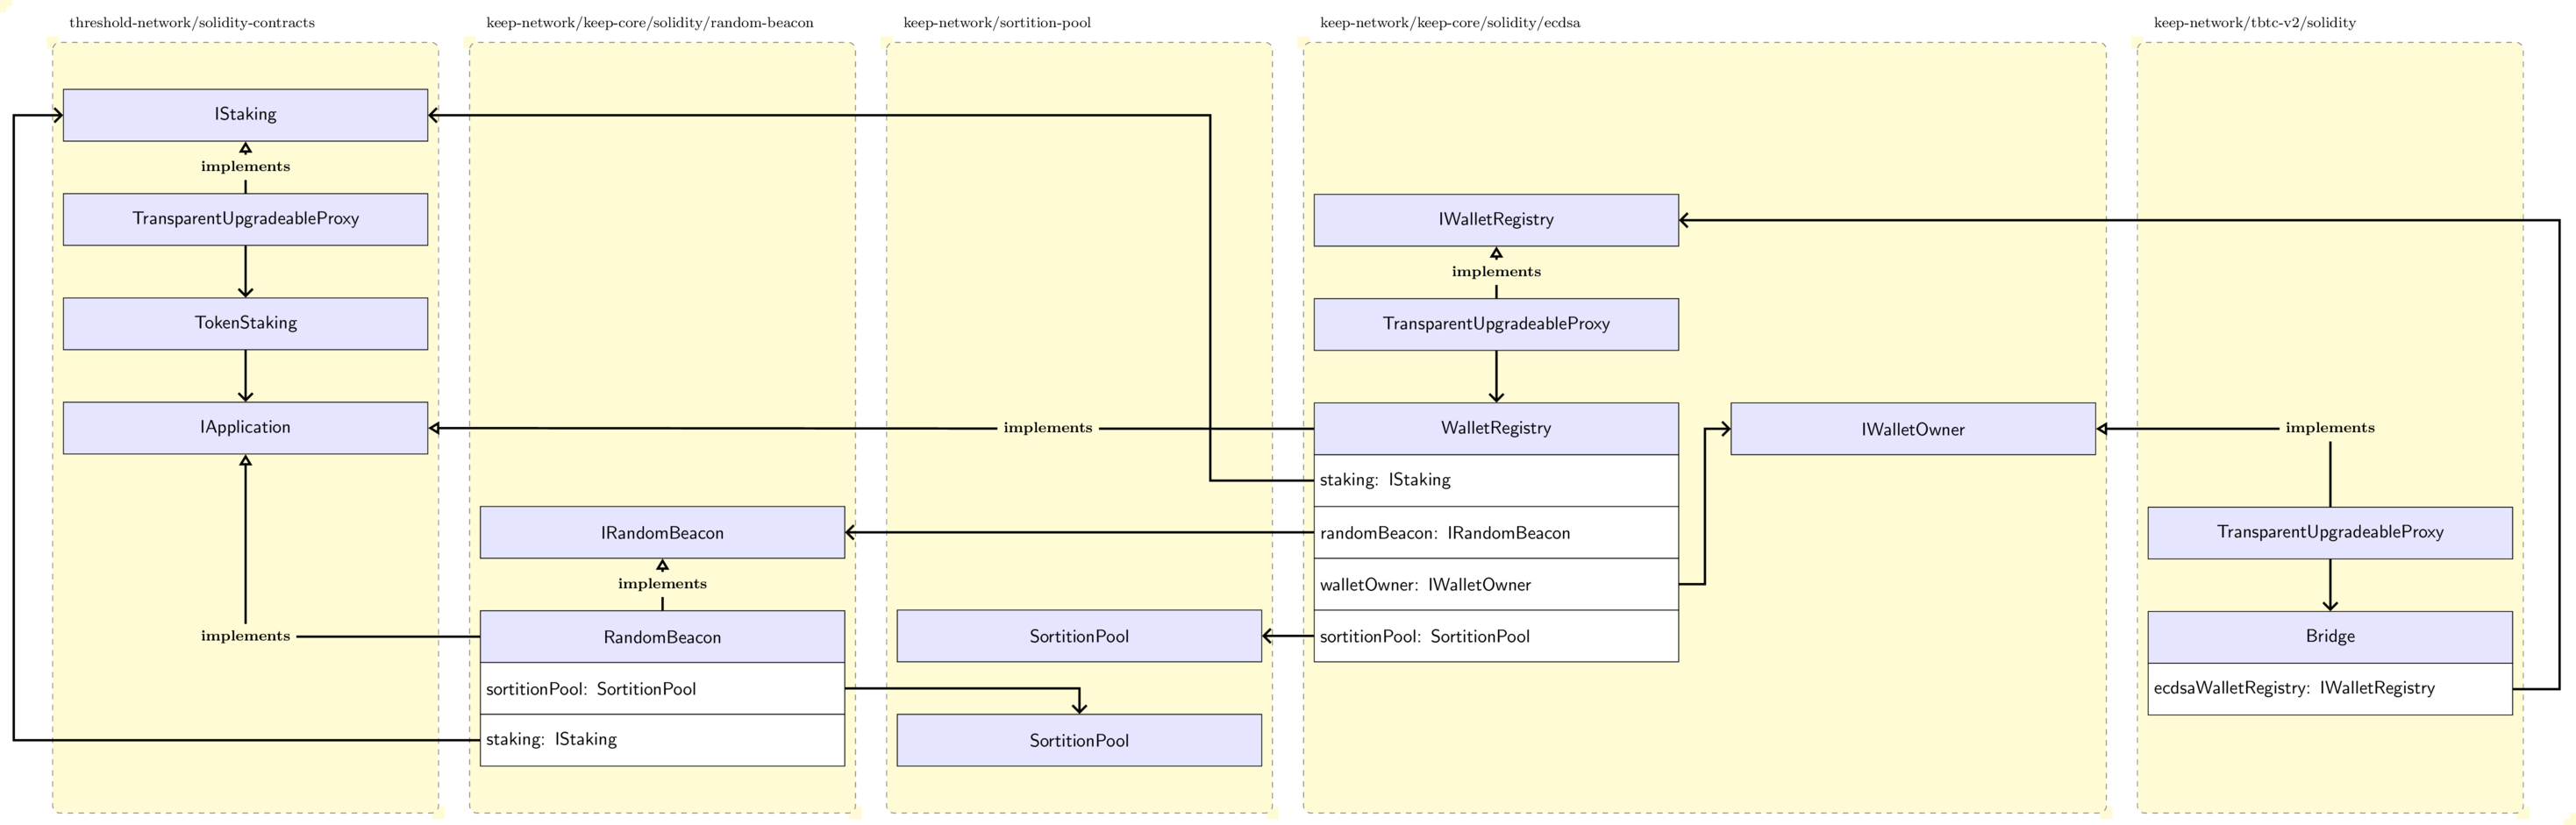 threshold-network/solidity-contracts
keep-network/keep-core/solidity/random-beacon
keep-network/sortition-pool
keep-network/keep-core/solidity/ecdsa
keep-network/tbtc-v2/solidity
IStaking
implements
TransparentUpgradeableProxy
TokenStaking
IApplication
implements
IRandomBeacon
implements
RandomBeacon
sortitionPool: SortitionPool
staking: IStaking
implements
SortitionPool
SortitionPool
IWalletRegistry
implements
TransparentUpgradeableProxy
WalletRegistry
staking: IStaking
randomBeacon: IRandomBeacon
walletOwner: IWalletOwner
sortitionPool: SortitionPool
IWalletOwner
implements
TransparentUpgradeableProxy
Bridge
ecdsaWalletRegistry: IWalletRegistry